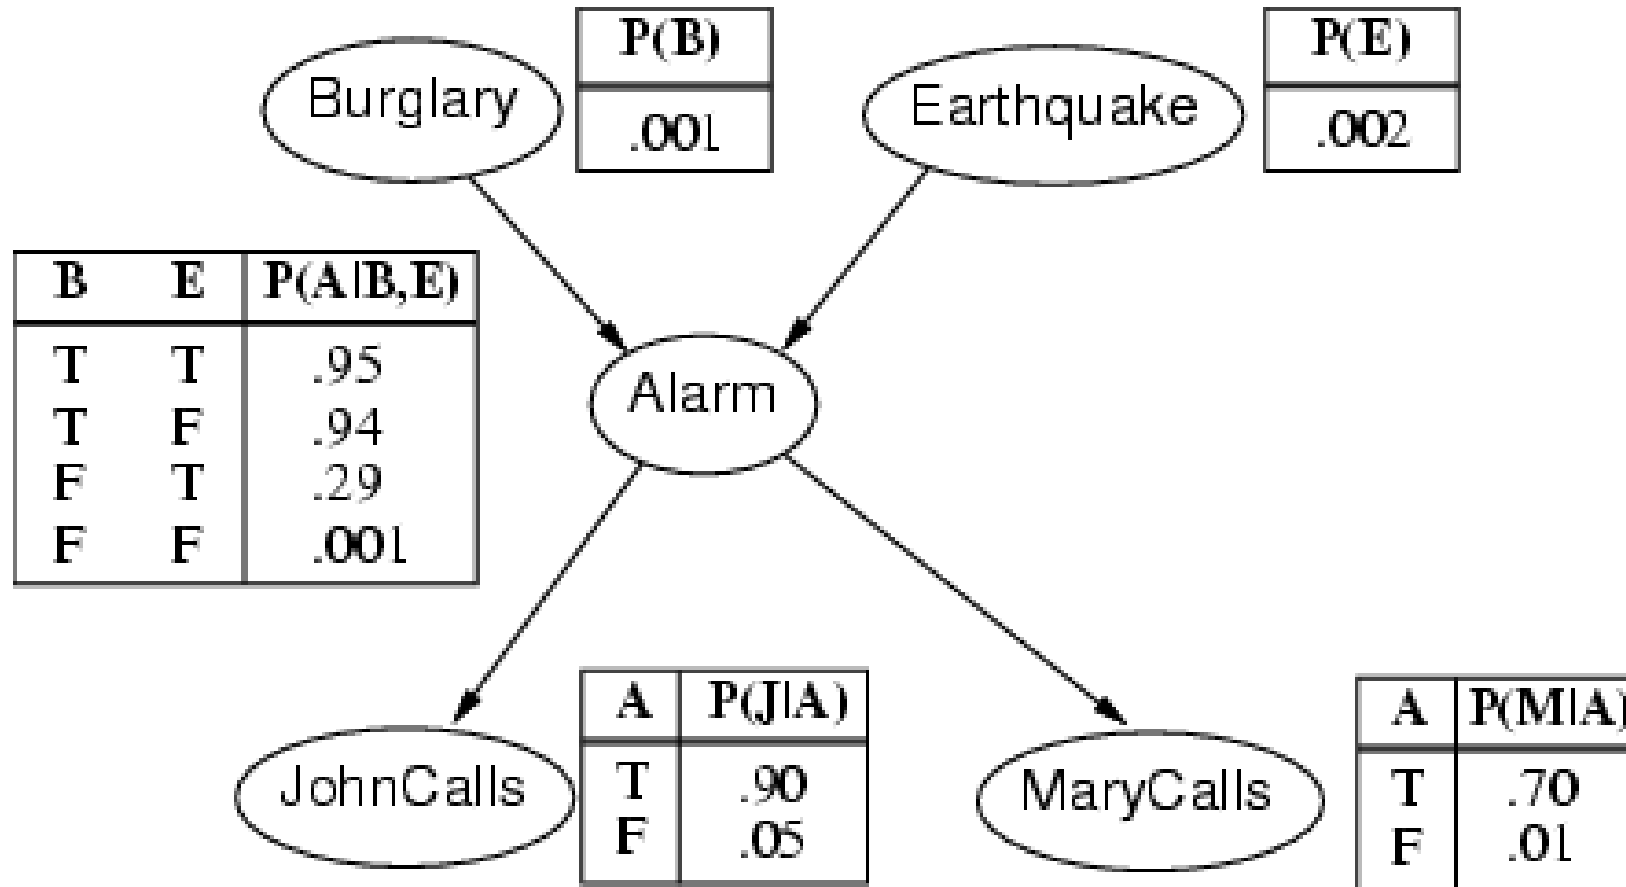 Burglary
P(B)
.001
Earthquake
P(E)
.002
B E P(A|B,E)
T T .95
T F .94
F T .29
F F .001
Alarm
JohnCalls
A P(J|A)
T .90
F .05
MaryCalls
A P(M|A)
T .70
F .01